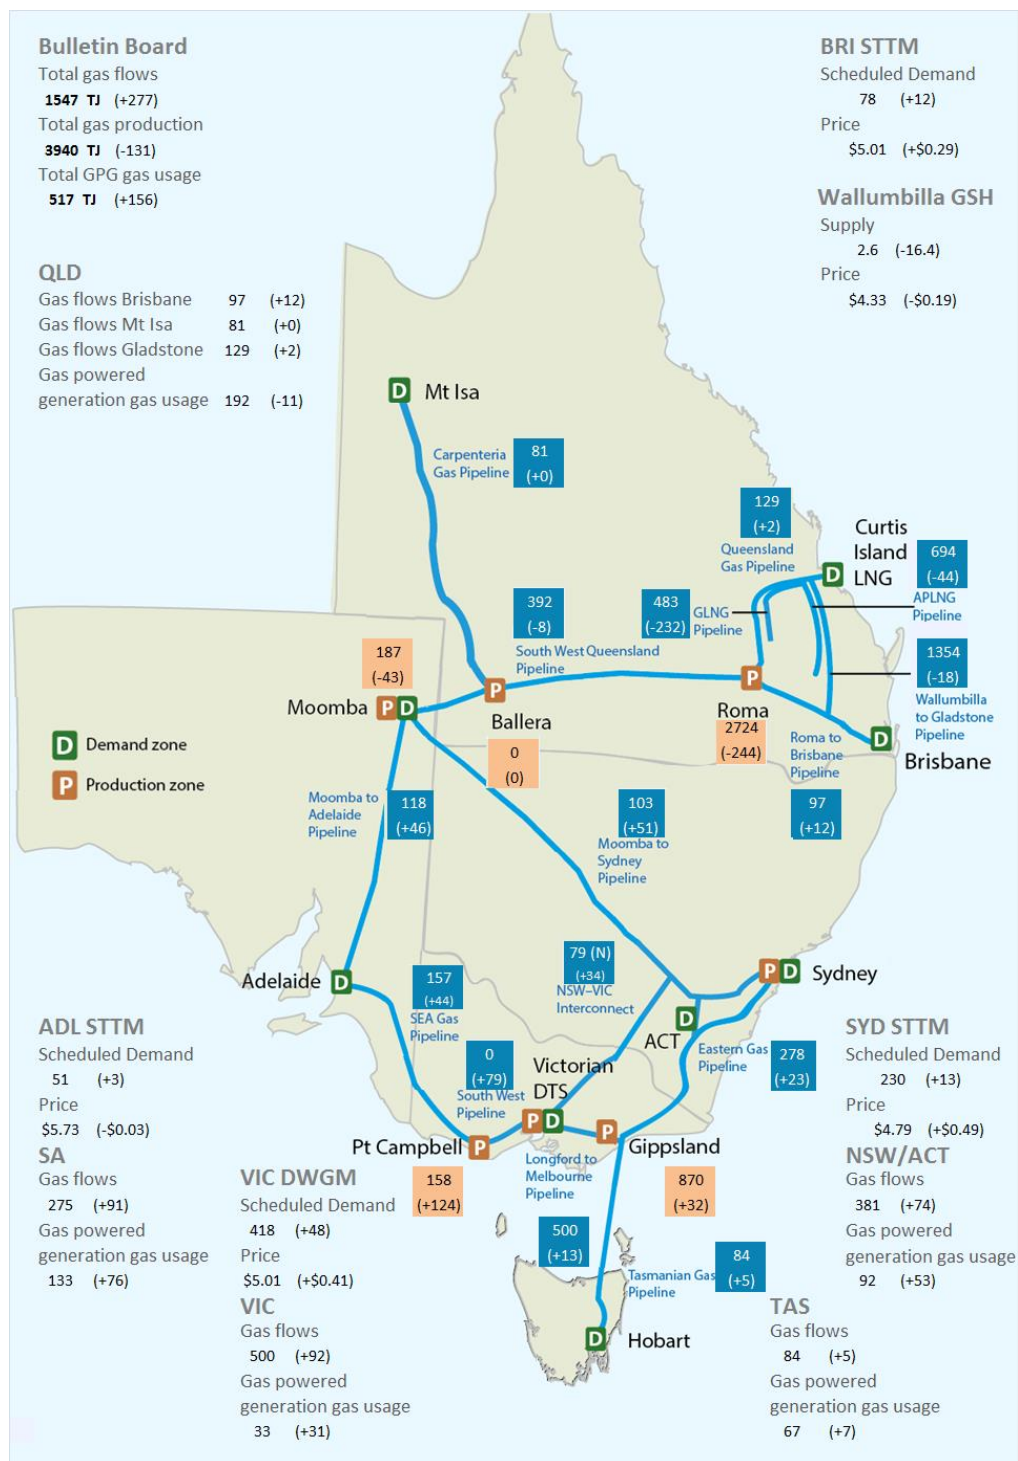 Bulletin Board
Total gas flows
1547 TJ (+277)
Total gas production
3940 TJ (-131)
Total GPG gas usage
517 TJ (+156)
BRI STTM
Scheduled Demand
78 (+12)
Price
$5.01 (+$0.29)
Wallumbilla GSH
Supply
2.6 (-16.4)
Price
$4.33 (-$0.19)
QLD
Gas flows Brisbane 97 (+12)
Gas flows Mt Isa 81 (+0)
Gas flows Gladstone 129 (+2)
Gas powered
generation gas usage 192 (-11)
D Mt Isa
Carpenteria
Gas Pipeline
81
(+0)
129
(+2)
Queensland
Gas Pipeline
Curtis
Island
D LNG
694
(-44)
APLNG
Pipeline
392
(-8)
South West Queensland
Pipeline
483
(-232)
GLNG
Pipeline
1354
(-18)
Wallumbilla
to Gladstone
Pipeline
187
(-43)
Moomba P D
P
Ballera
0
(0)
P
Roma
2724
(-244)
Roma to
Brisbane
Pipeline
D
Brisbane
97
(+12)
D Demand zone
P Production zone
Moomba to
Adelaide
Pipeline
118
(+46)
103
(+51)
Moomba to
Sydney
Pipeline
Adelaide D
157
(+44)
SEA Gas
Pipeline
79 (N)
(+34)
NSW–VIC
Interconnect
P D Sydney
ACT D
Eastern Gas
Pipeline
278
(+23)
0
(+79)
South West
Pipeline
Victorian
DTS
P D
P
Gippsland
Pt Campbell P
158
(+124)
Longford to
Melbourne
Pipeline
500
(+13)
870
(+32)
84
(+5)
Tasmanian Gas
Pipeline
D Hobart
ADL STTM
Scheduled Demand
51 (+3)
Price
$5.73 (-$0.03)
SA
Gas flows
275 (+91)
Gas powered
generation gas usage
133 (+76)
VIC DWGM
Scheduled Demand
418 (+48)
Price
$5.01 (+$0.41)
VIC
Gas flows
500 (+92)
Gas powered
generation gas usage
33 (+31)
SYD STTM
Scheduled Demand
230 (+13)
Price
$4.79 (+$0.49)
NSW/ACT
Gas flows
381 (+74)
Gas powered
generation gas usage
92 (+53)
TAS
Gas flows
84 (+5)
Gas powered
generation gas usage
67 (+7)